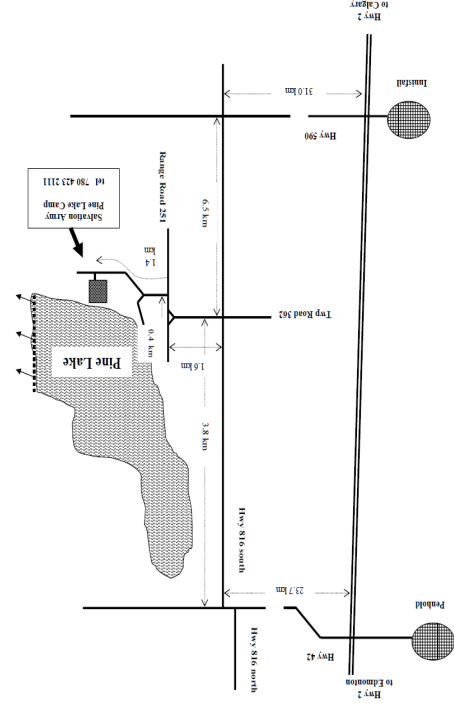 Hwy 2
to Edmonton
Penhold
Hwy 42
Hwy 816 north
23.7 km
Hwy 816 south
3.8 km
Pine Lake
1.6 km
0.4 km
Twp Road 362
1.4
km
Salvation Army
Pine Lake Camp
tel 780 423 2111
Range Road 251
6.5 km
Hwy 590
31.0 km
Innisfail
Hwy 2
to Calgary